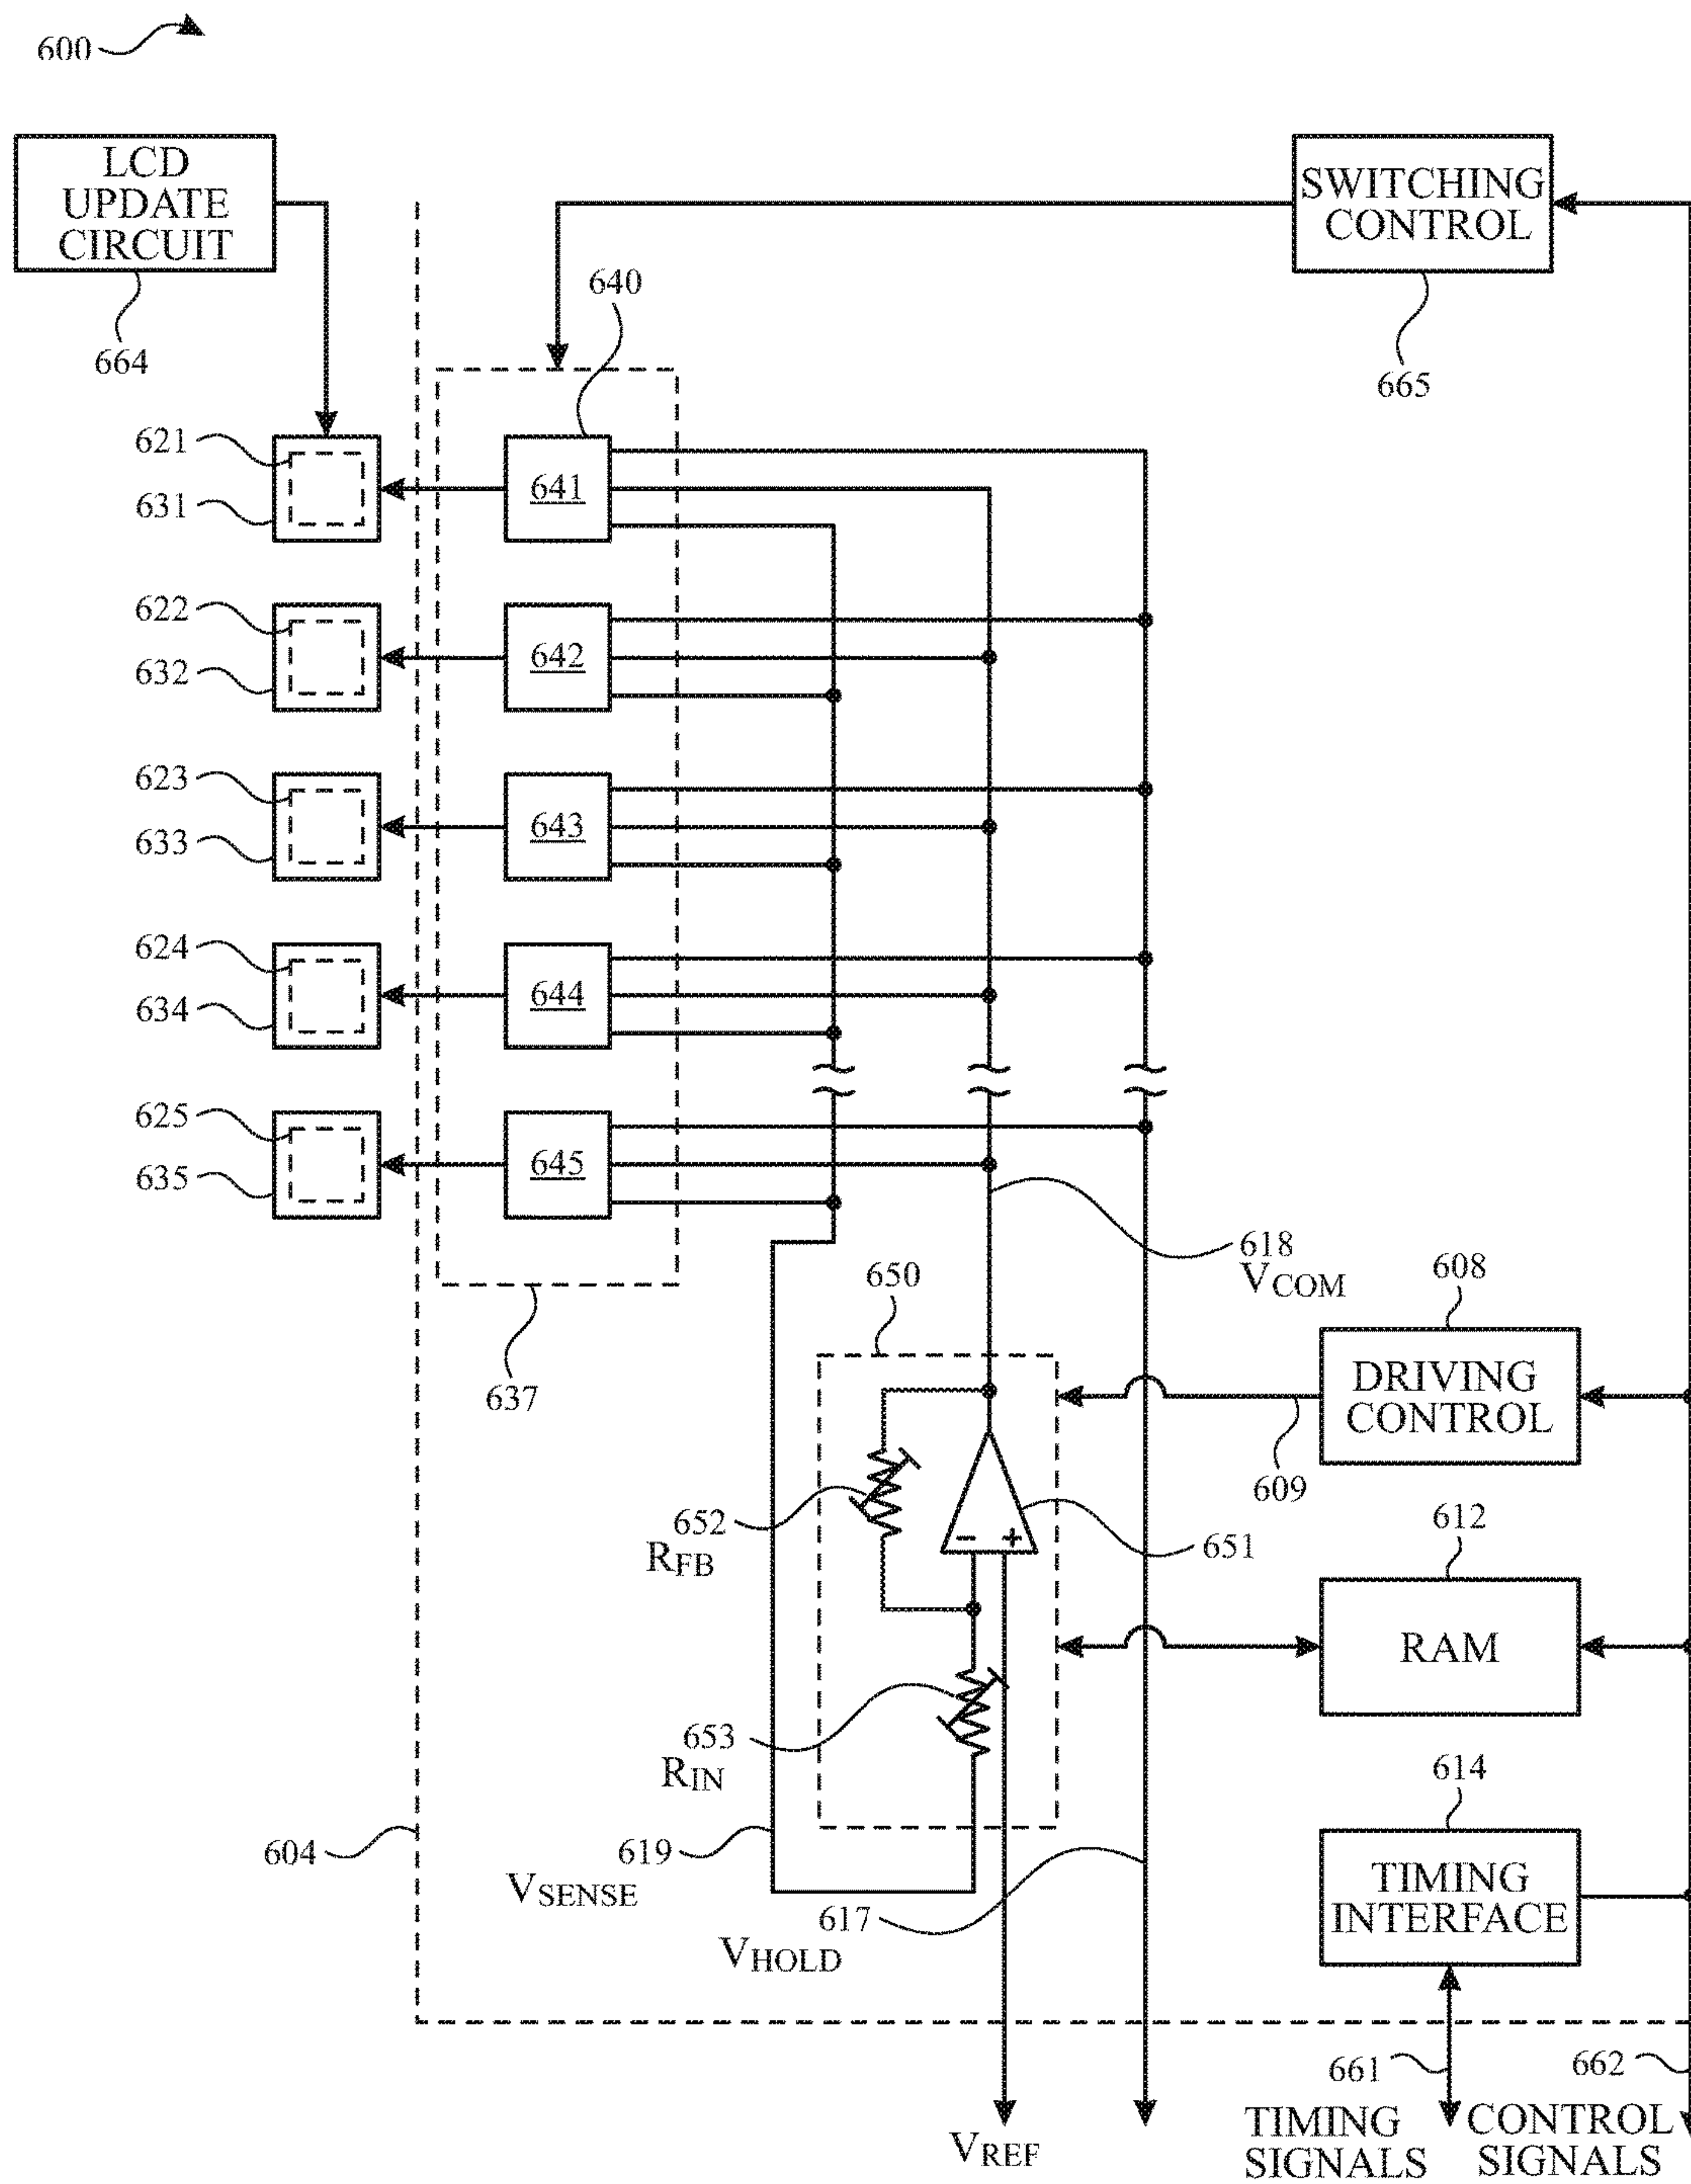 600
LCD
UPDATE
CIRCUIT
664
SWITCHING
CONTROL
665
640
621
631
641
622
632
642
623
633
643
624
634
644
625
635
645
637
618
VCOM
650
608
DRIVING
CONTROL
609
652
RFB
651
612
RAM
653
RIN
614
TIMING
INTERFACE
604
619
VSENSE
617
VHOLD
661
662
VREF
TIMING
SIGNALS
CONTROL
SIGNALS
- +